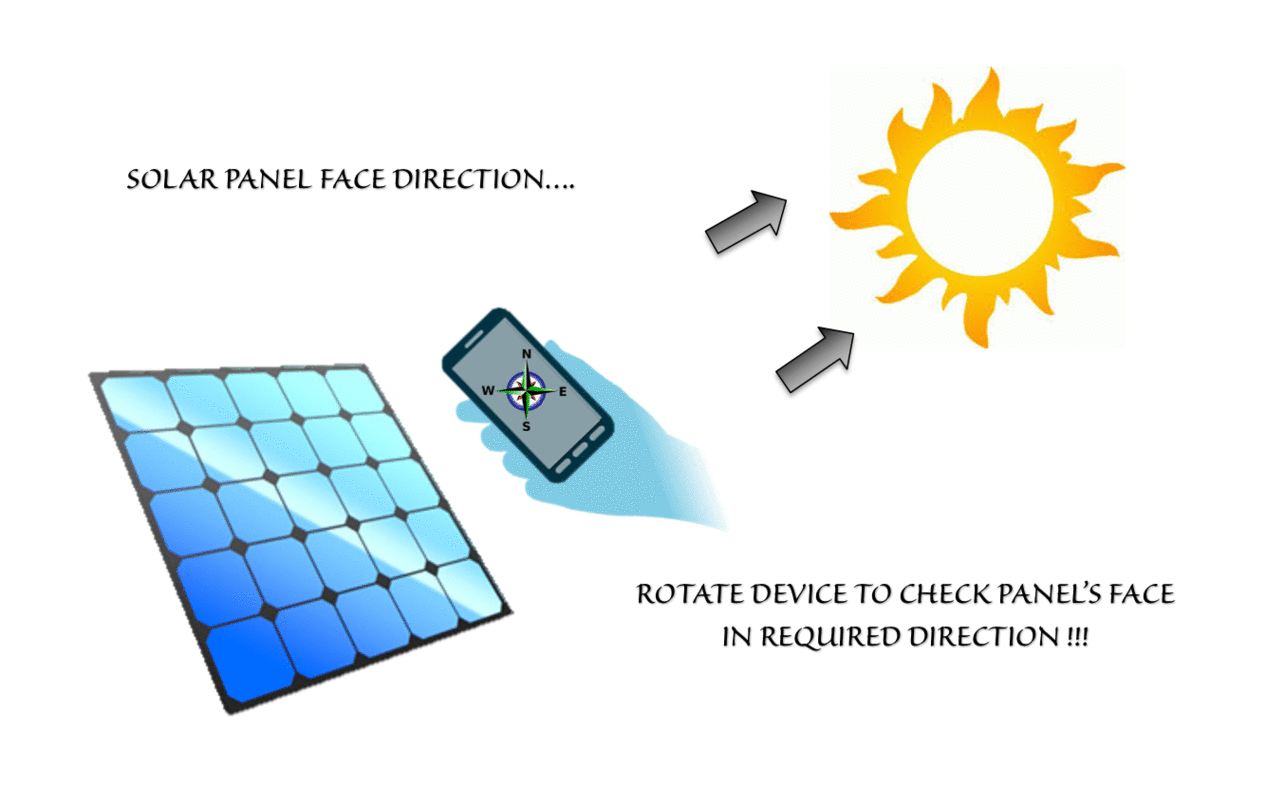 SOLAR PANEL FACE DIRECTION....
N
W E
S
ROTATE DEVICE TO CHECK PANEL'S FACE
IN REQUIRED DIRECTION !!!